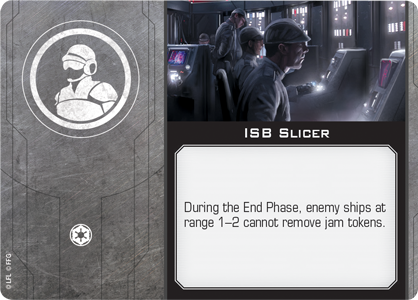 ISB Slicer
During the End Phase, enemy ships at
range 1–2 cannot remove jam tokens.
©LFL ©FFG